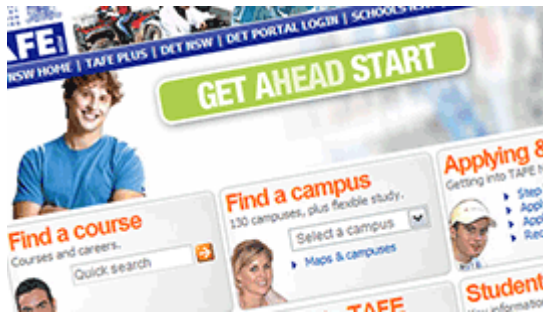 TAFE
NSW HOME | TAFE PLUS | DET NSW | DET PORTAL LOGIN | SCHOOLS
GET AHEAD START
Find a course
Courses and careers.
Quick search
Find a campus
130 campuses, plus flexible study.
Select a campus
Maps & campuses
Applying &
Getting into TAFE
Step
TAFE
Student
Key information